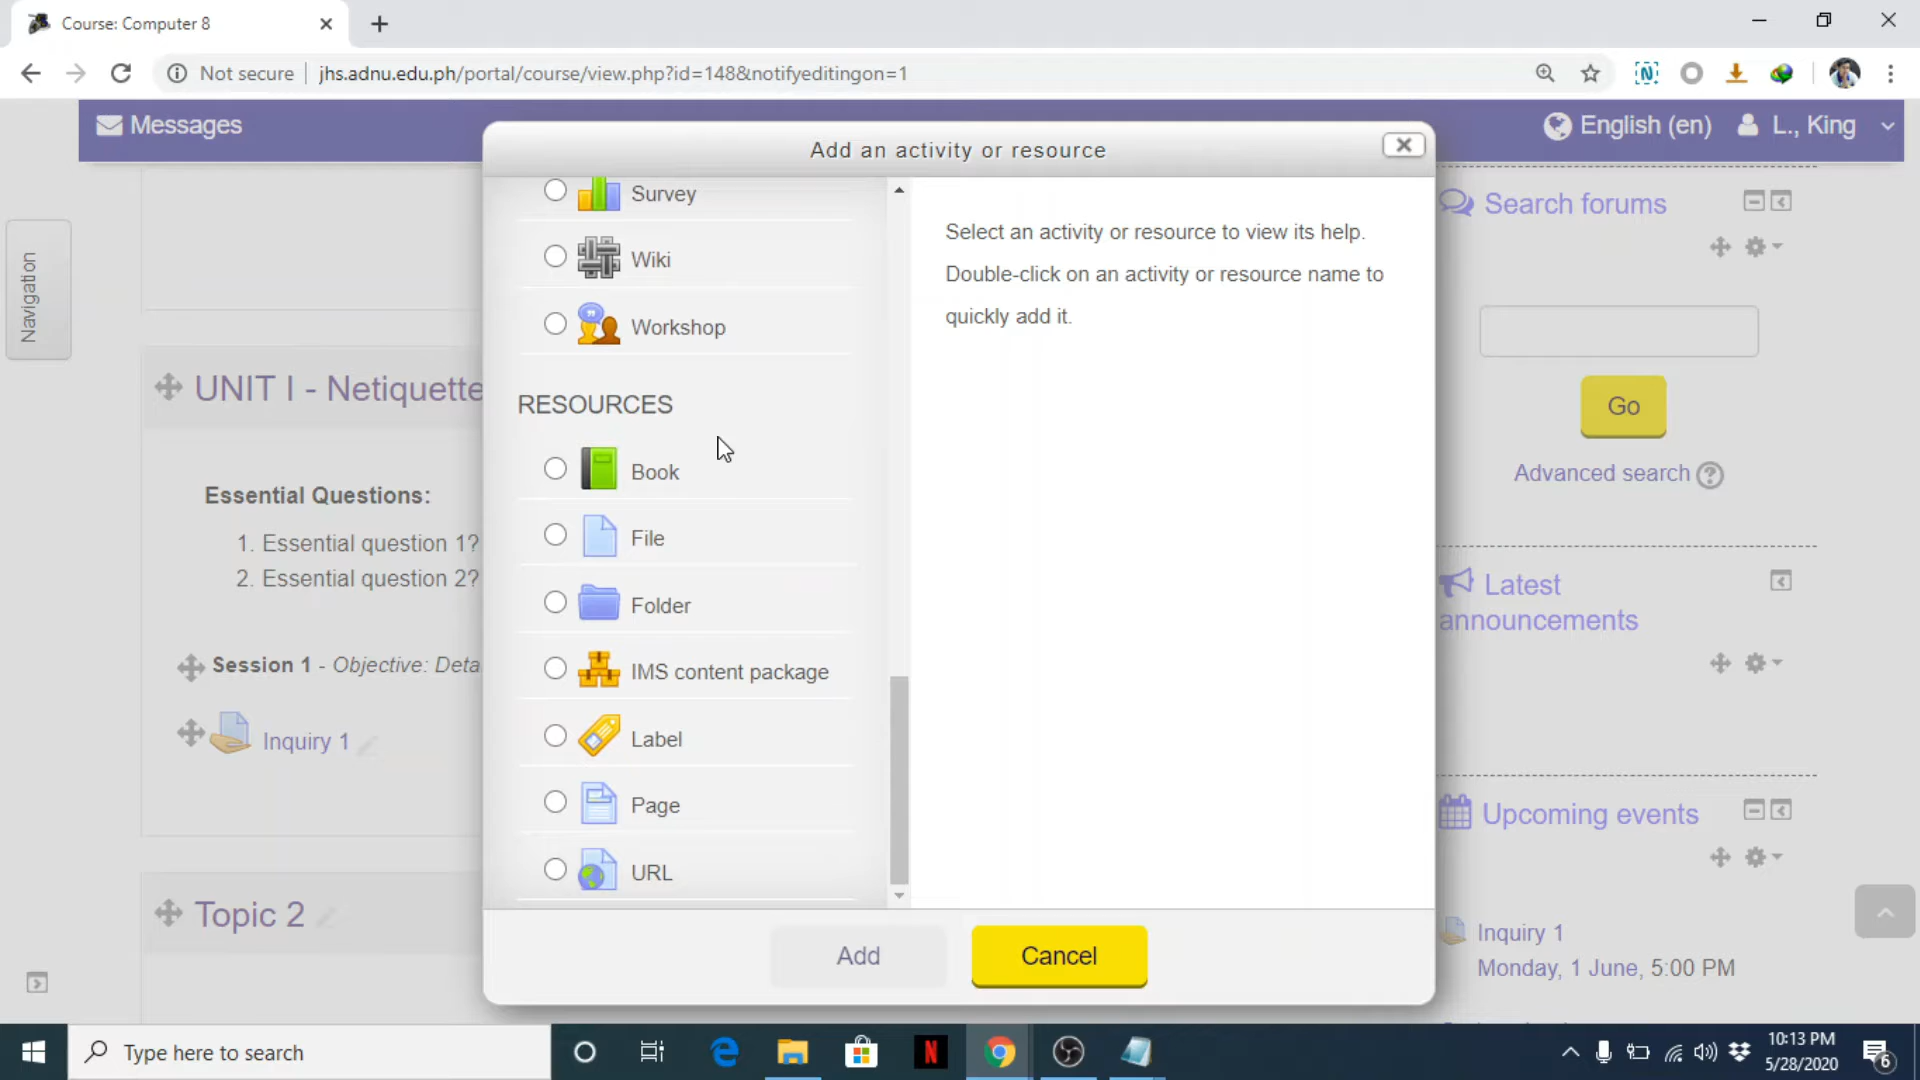 Course: Computer 8
Not secure
jhs.adnu.edu.ph/portal/course/view.php?id=148&notifyeditingon=1
Messages
English (en)
L., King
Navigation
Add an activity or resource
Survey
Wiki
Workshop
RESOURCES
Book
File
Folder
IMS content package
Label
Page
URL
Select an activity or resource to view its help.
Double-click on an activity or resource name to
quickly add it.
Add
Cancel
UNIT I - Netiquette
Essential Questions:
1. Essential question 1?
2. Essential question 2?
Session 1 - Objective: Deta
Inquiry 1
Topic 2
Search forums
Go
Advanced search
Latest
announcements
Upcoming events
Inquiry 1
Monday, 1 June, 5:00 PM
Type here to search
10:13 PM
5/28/2020
6